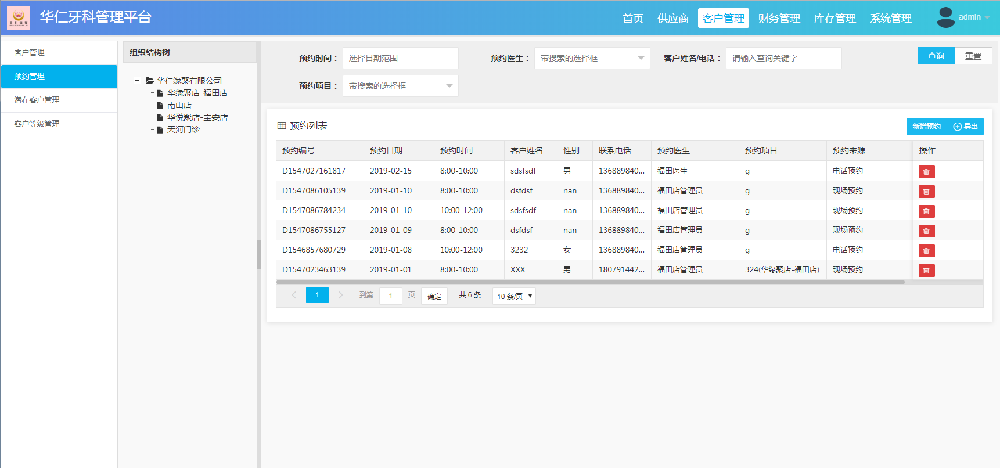 华仁牙科管理平台
首页 供应商 客户管理 财务管理 库存管理 系统管理 admin
客户管理
预约管理
潜在客户管理
客户等级管理
组织结构树
华仁缘聚有限公司
华缘聚店-福田店
南山店
华悦聚店-宝安店
天河门诊
预约时间： 选择日期范围 预约医生： 带搜索的选择框 客户姓名/电话： 请输入查询关键字 查询 重置
预约项目： 带搜索的选择框
预约列表 新增预约 导出
预约编号 预约日期 预约时间 客户姓名 性别 联系电话 预约医生 预约项目 预约来源 操作
D1547027161817 2019-02-15 8:00-10:00 sdsfsdf 男 136889840... 福田医生 g 电话预约
D1547086105139 2019-01-10 8:00-10:00 dsfdsf nan 136889840... 福田店管理员 g 现场预约
D1547086784234 2019-01-10 10:00-12:00 sdsfsdf nan 136889840... 福田店管理员 g 现场预约
D1547086755127 2019-01-09 8:00-10:00 dsfdsf nan 136889840... 福田店管理员 g 现场预约
D1546857680729 2019-01-08 10:00-12:00 3232 女 136889840... 福田店管理员 g 电话预约
D1547023463139 2019-01-01 8:00-10:00 XXX 男 180791442... 福田店管理员 324(华缘聚店-福田店) 现场预约
1 到第 1 页 确定 共 6 条 10 条/页